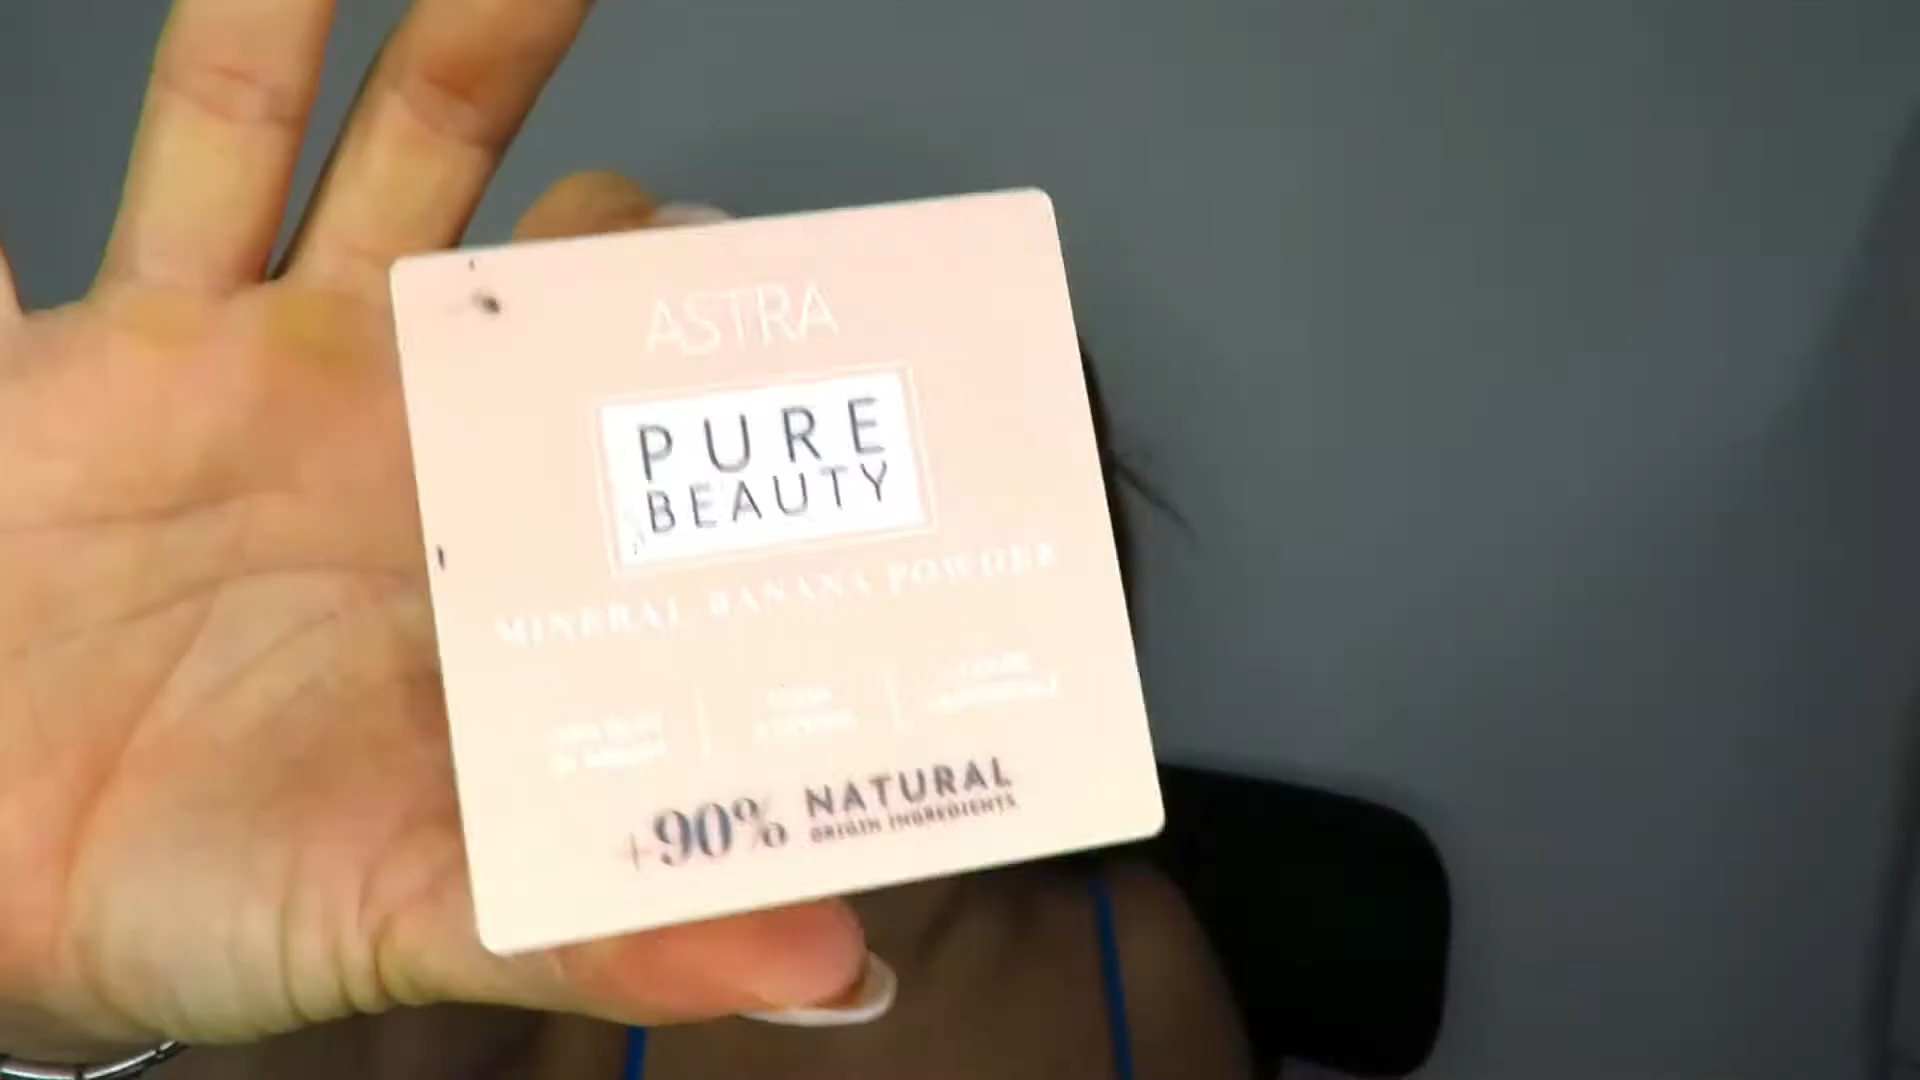 ASTRA
PURE
BEAUTY
MINERAL BANANA POWDER
+90% NATURAL
ORIGIN INGREDIENTS